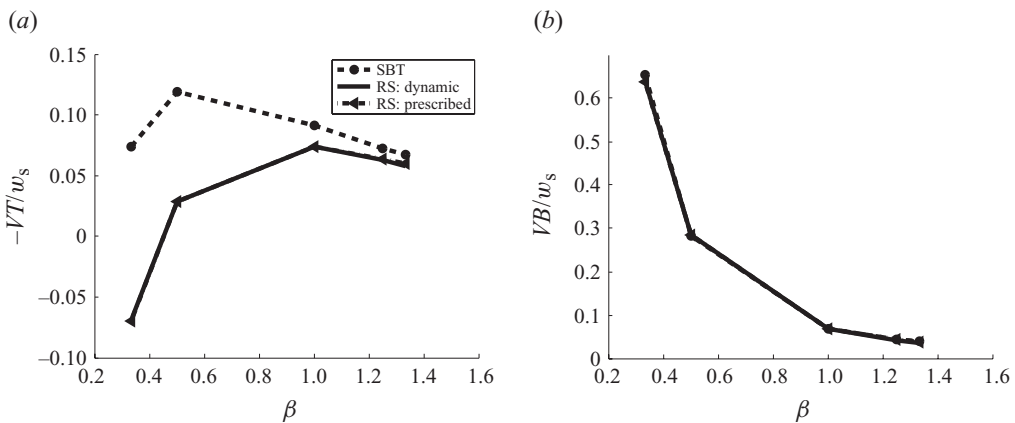 (a)
0.15
0.10
0.05
0
–0.05
–0.10
–VT/ws
SBT
RS: dynamic
RS: prescribed
0.2 0.4 0.6 0.8 1.0 1.2 1.4 1.6
β
(b)
0.6
0.5
0.4
0.3
0.2
0.1
0
VB/ws
0.2 0.4 0.6 0.8 1.0 1.2 1.4 1.6
β